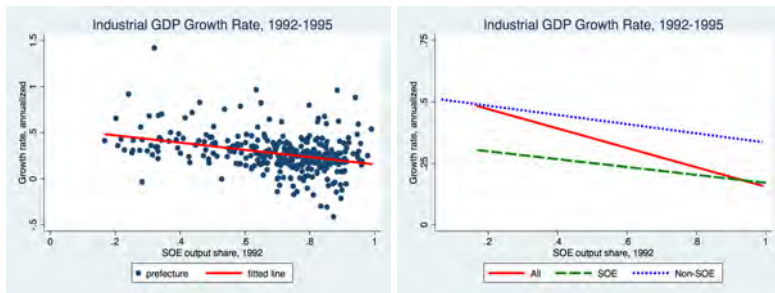 Industrial GDP Growth Rate, 1992-1995
Growth rate, annualized
1.5
1
.5
0
-.5
0
.2
.4
.6
.8
1
SOE output share, 1992
prefecture
fitted line
Industrial GDP Growth Rate, 1992-1995
Growth rate, annualized
.75
.5
.25
0
.2
.4
.6
.8
1
SOE output share, 1992
All
SOE
Non-SOE